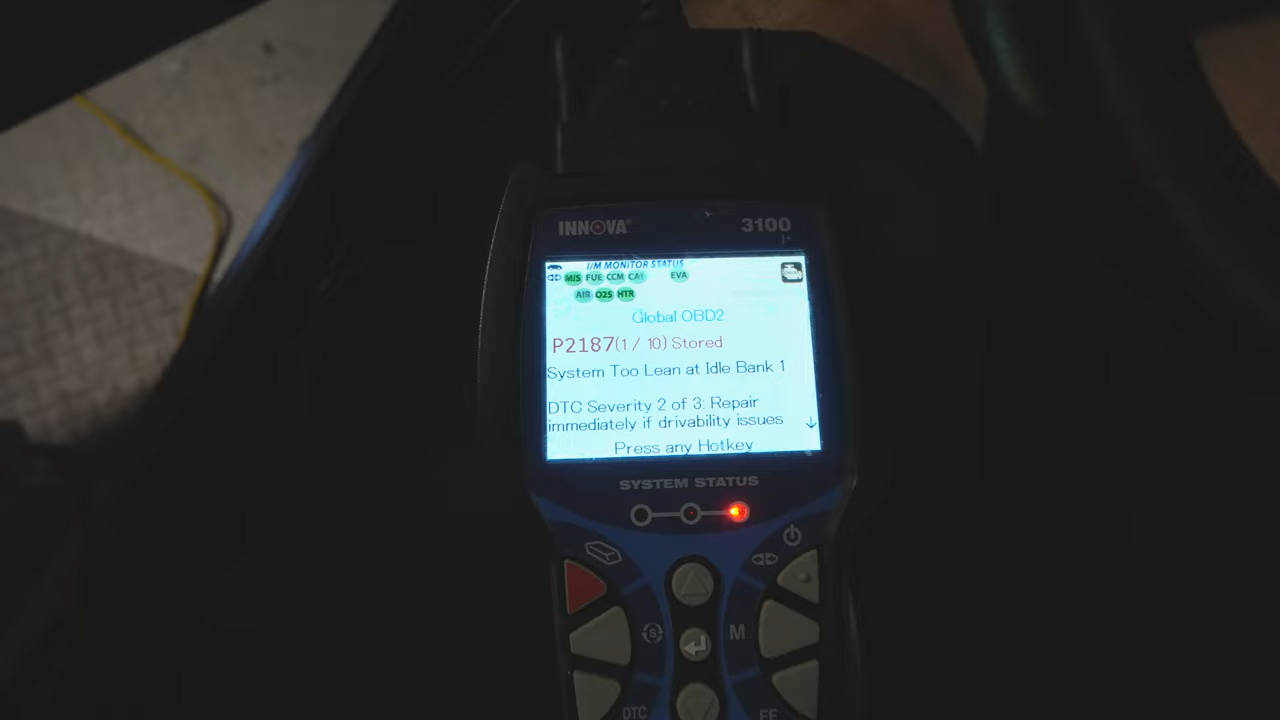 INNOVA® 3100
I/M MONITOR STATUS
MIS FUE CCM CAT EVA
AIR O2S HTR
Global OBD2
P2187(1 / 10) Stored
System Too Lean at Idle Bank 1
DTC Severity 2 of 3: Repair
immediately if drivability issues
Press any Hotkey
SYSTEM STATUS
S M
DTC FF